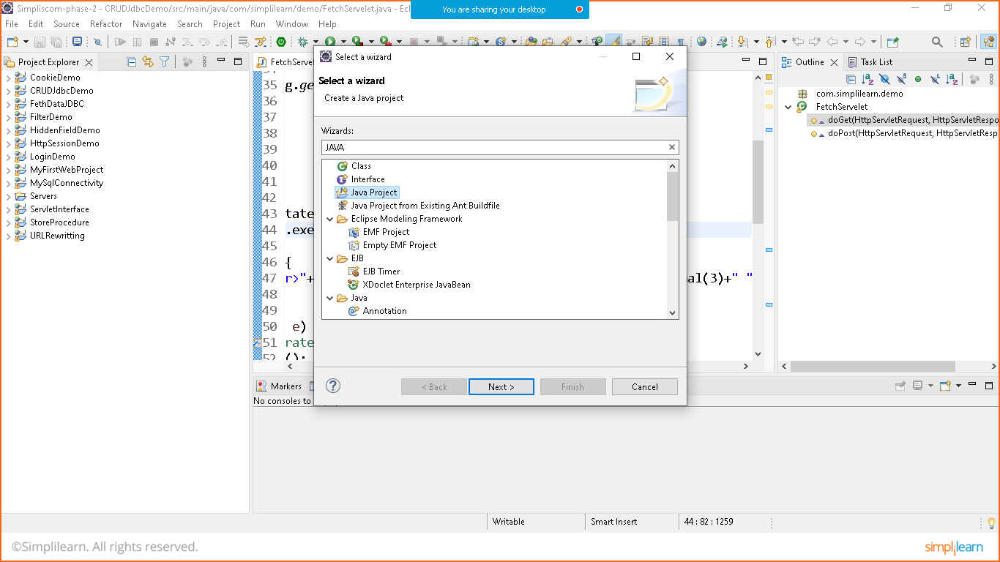 Simpliscom-phase-2 - CRUDJdbcDemo/src/main/java/com/simplilearn/demo/FetchServelet.java - Ecl
You are sharing your desktop
File Edit Source Refactor Navigate Search Project Run Window Help
Project Explorer
CookieDemo
CRUDJdbcDemo
FethDataJDBC
FilterDemo
HiddenFieldDemo
HttpSessionDemo
LoginDemo
MyFirstWebProject
MySqlConnectivity
Servers
ServletInterface
StoreProcedure
URLRewritting
FetchServel
35 g.ge
36
37
38
39
40
41
42
43 tate
44 .exe
45
46 {
47 r>"+ al(3)+" "
48
49
50 e)
51 rate
52 ();
Select a wizard
Select a wizard
Create a Java project
Wizards:
JAVA
Class
Interface
Java Project
Java Project from Existing Ant Buildfile
Eclipse Modeling Framework
EMF Project
Empty EMF Project
EJB
EJB Timer
XDoclet Enterprise JavaBean
Java
Annotation
< Back Next > Finish Cancel
Outline Task List
com.simplilearn.demo
FetchServelet
doGet(HttpServletRequest, HttpServletRespo
doPost(HttpServletRequest, HttpServletResp
Markers
No consoles to
Writable Smart Insert 44 : 82 : 1259
©Simplilearn. All rights reserved.
simplilearn